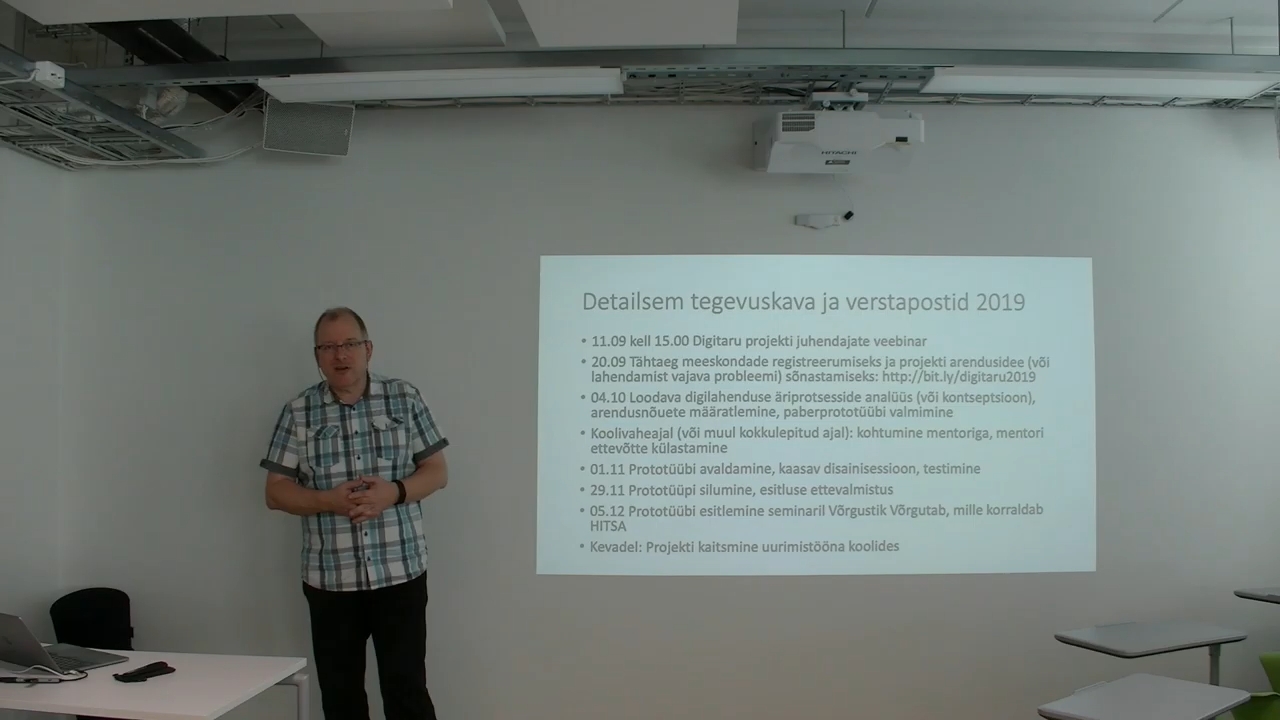 HITACHI
Detailsem tegevuskava ja verstapostid 2019
• 11.09 kell 15.00 Digitaru projekti juhendajate veebinar
• 20.09 Tähtaeg meeskondade registreerumiseks ja projekti arendusidee (või
lahendamist vajava probleemi) sõnastamiseks: http://bit.ly/digitaru2019
• 04.10 Loodava digilahenduse äriprotsesside analüüs (või kontseptsioon),
arendusnõuete määratlemine, paberprototüübi valmimine
• Koolivaheajal (või muul kokkulepitud ajal): kohtumine mentoriga, mentori
ettevõtte külastamine
• 01.11 Prototüübi avaldamine, kaasav disainisessioon, testimine
• 29.11 Prototüüpi silumine, esitluse ettevalmistus
• 05.12 Prototüübi esitlemine seminaril Võrgustik Võrgutab, mille korraldab
HITSA
• Kevadel: Projekti kaitsmine uurimistööna koolides